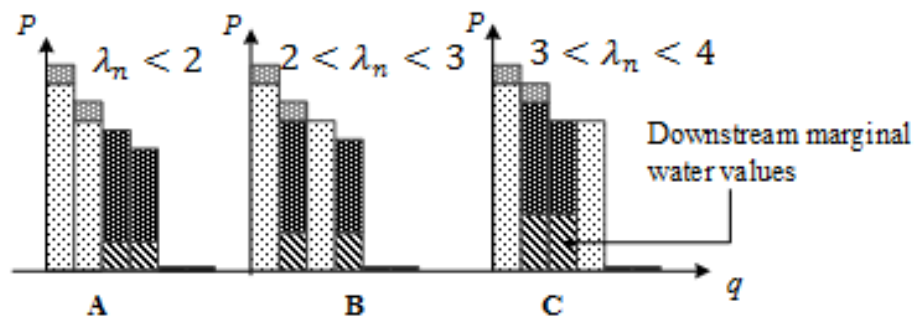 P
λₙ < 2
P
2 < λₙ < 3
P
3 < λₙ < 4
Downstream marginal
water values
q
A
B
C